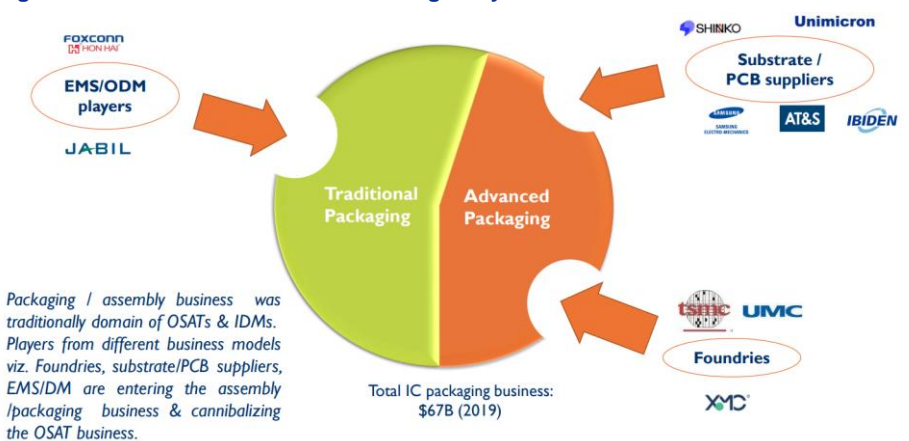 FOXCONN
HON HAI
EMS/ODM
players
JABIL
SHINKO
Unimicron
Substrate /
PCB suppliers
SAMSUNG
SAMSUNG
ELECTRO-MECHANICS
AT&S
IBIDEN
Traditional
Packaging
Advanced
Packaging
Packaging / assembly business was
traditionally domain of OSATs & IDMs.
Players from different business models
viz. Foundries, substrate/PCB suppliers,
EMS/DM are entering the assembly
/packaging business & cannibalizing
the OSAT business.
Total IC packaging business:
$67B (2019)
tsmc
UMC
Foundries
XMC